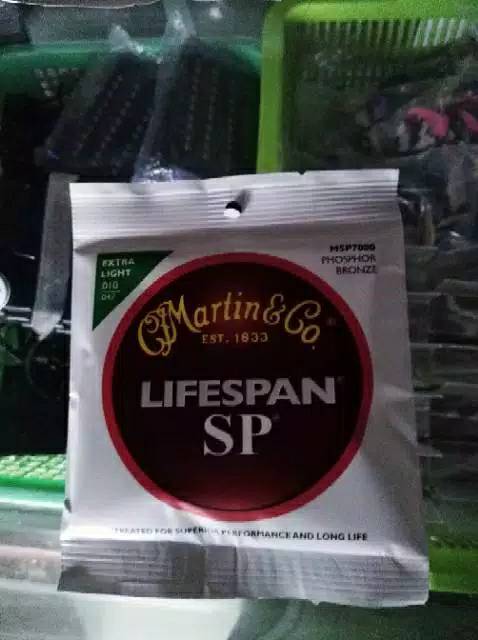 EXTRA
LIGHT
.010
.047
MSP7000
PHOSPHOR
BRONZE
CFMartin & Co.®
EST. 1833
LIFESPAN®
SP®
TREATED FOR SUPERIOR PERFORMANCE AND LONG LIFE